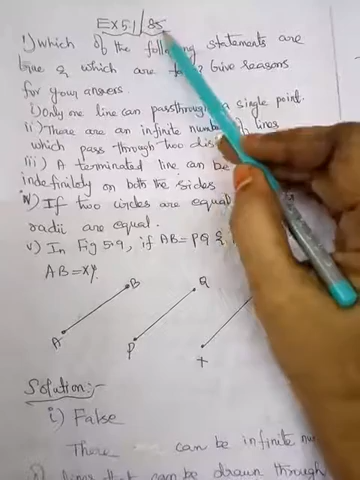 Ex 5.1/85
1) Which of the following statements are
true & which are ? Give reasons
for your answers.
i) Only one line can pass through a single point.
ii) There are an infinite number of lines
which pass through two
iii) A terminated line can be
indefinitely on both the sides
iv) If two circles are equal
radii are equal.
v) In Fig 5.9, if AB = PQ &
AB = XY.
B
Q
A
P
X
Solution:-
i) False
There can be infinite
lines that can be drawn through